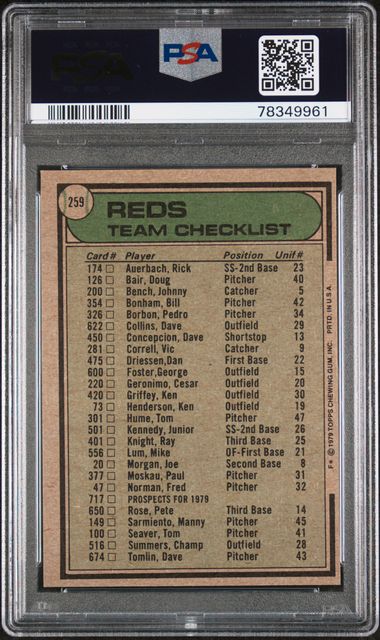 PSA
PSA
78349961
259
REDS
TEAM CHECKLIST
Card# Player Position Unif#
174 Auerbach, Rick SS-2nd Base 23
126 Bair, Doug Pitcher 40
200 Bench, Johnny Catcher 5
354 Bonham, Bill Pitcher 42
326 Borbon, Pedro Pitcher 34
622 Collins, Dave Outfield 29
450 Concepcion, Dave Shortstop 13
281 Correll, Vic Catcher 9
475 Driessen,Dan First Base 22
600 Foster,George Outfield 15
220 Geronimo, Cesar Outfield 20
420 Griffey, Ken Outfield 30
73 Henderson, Ken Outfield 19
301 Hume, Tom Pitcher 47
501 Kennedy, Junior SS-2nd Base 26
401 Knight, Ray Third Base 25
556 Lum, Mike OF-First Base 21
20 Morgan, Joe Second Base 8
377 Moskau, Paul Pitcher 31
47 Norman, Fred Pitcher 32
717 PROSPECTS FOR 1979
650 Rose, Pete Third Base 14
149 Sarmiento, Manny Pitcher 45
100 Seaver, Tom Pitcher 41
516 Summers, Champ Outfield 28
674 Tomlin, Dave Pitcher 43
F* © 1979 TOPPS CHEWING GUM, INC. PRTD. IN U.S.A.